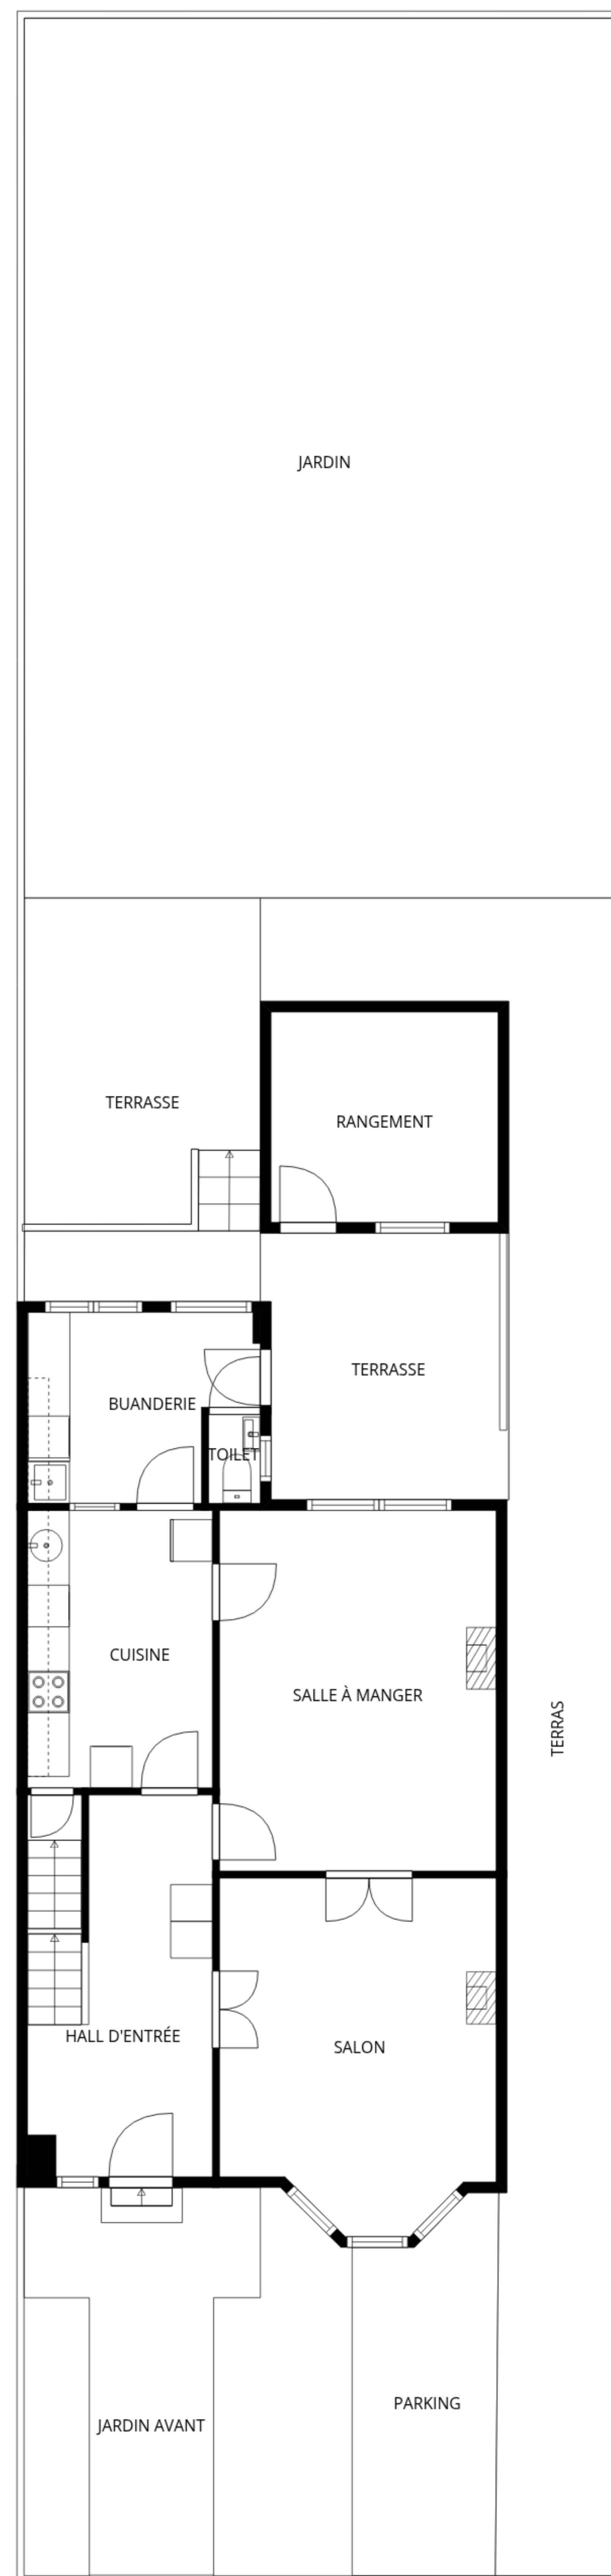 JARDIN
TERRASSE
RANGEMENT
TERRASSE
BUANDERIE
TOILET
CUISINE
SALLE À MANGER
TERRAS
HALL D'ENTRÉE
SALON
PARKING
JARDIN AVANT